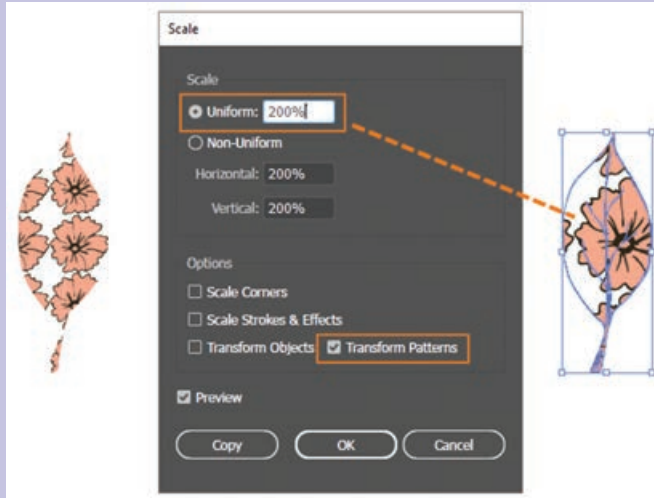 Scale
Scale
Uniform: 200%
Non-Uniform
Horizontal: 200%
Vertical: 200%
Options
Scale Corners
Scale Strokes & Effects
Transform Objects Transform Patterns
Preview
Copy OK Cancel